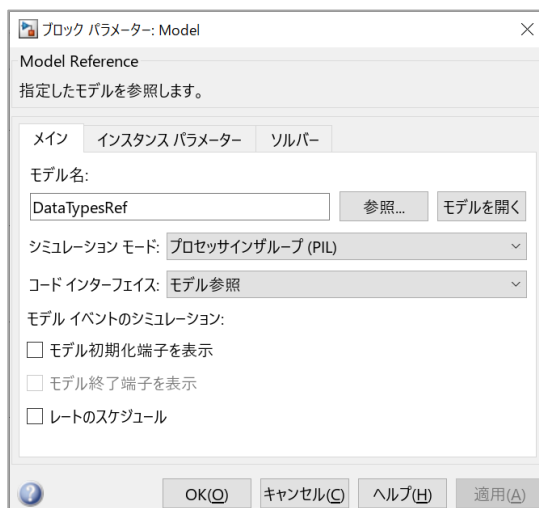 ブロック パラメーター: Model
Model Reference
指定したモデルを参照します。
メイン インスタンス パラメーター ソルバー
モデル名:
DataTypesRef 参照... モデルを開く
シミュレーション モード: プロセッサインザループ (PIL)
コード インターフェイス: モデル参照
モデル イベントのシミュレーション:
モデル初期化端子を表示
モデル終了端子を表示
レートのスケジュール
OK(O) キャンセル(C) ヘルプ(H) 適用(A)